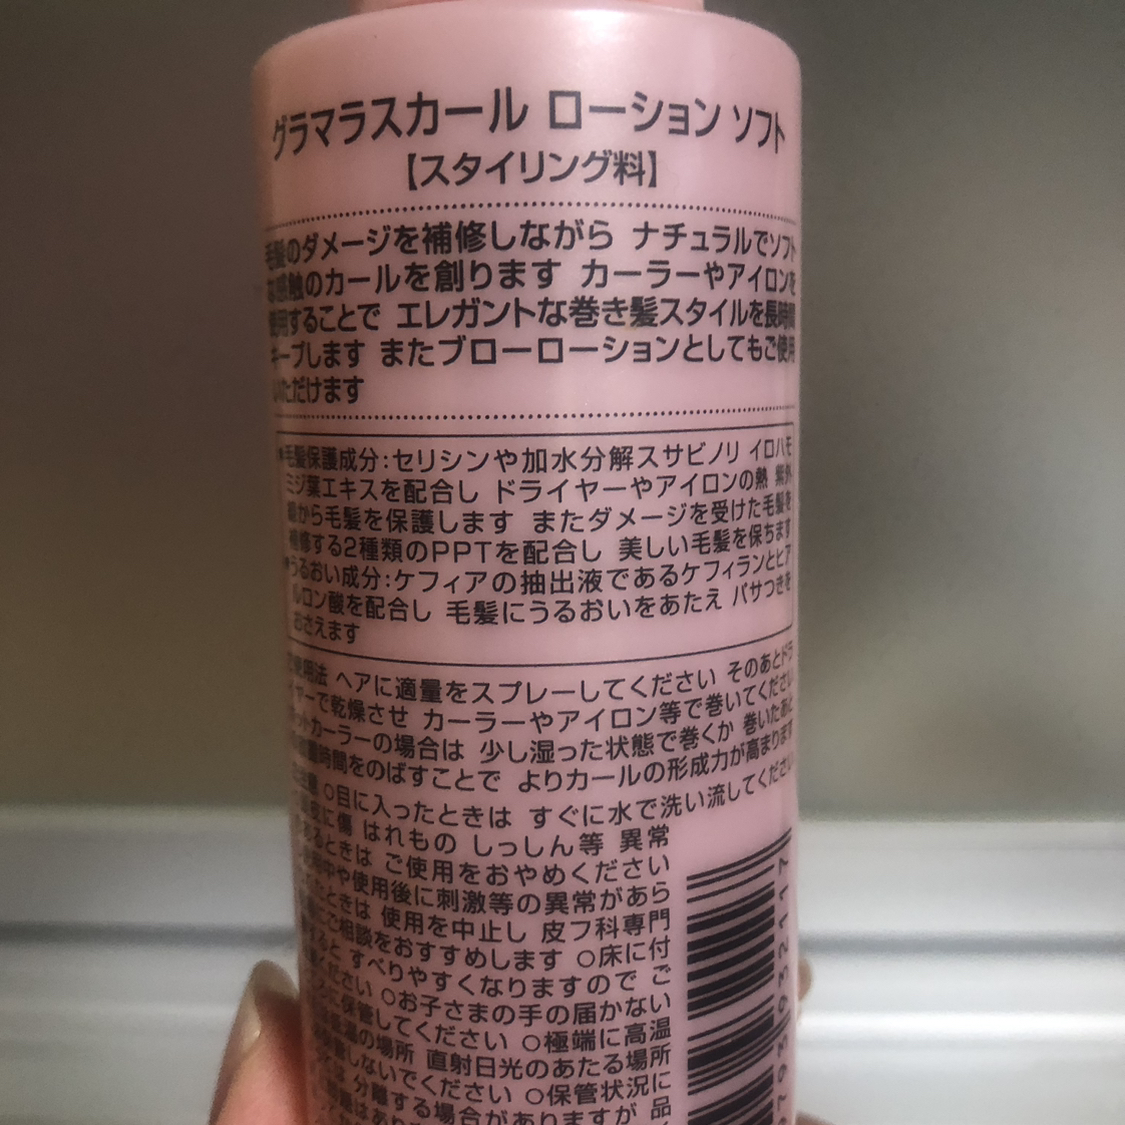 グラマラスカール ローション ソフト
【スタイリング料】
毛髪のダメージを補修しながら ナチュラルでソフト
な感触のカールを創ります カーラーやアイロンを
使用することで エレガントな巻き髪スタイルを長時間
キープします またブローローションとしてもご使用
いただけます
●毛髪保護成分:セリシンや加水分解スサビノリ イロハモ
ミジ葉エキスを配合し ドライヤーやアイロンの熱 紫外
線から毛髪を保護します またダメージを受けた毛髪を
補修する2種類のPPTを配合し 美しい毛髪を保ちます
●うるおい成分:ケフィアの抽出液であるケフィランとヒア
ルロン酸を配合し 毛髪にうるおいをあたえ パサつきを
おさえます
ご使用法 ヘアに適量をスプレーしてください そのあとドラ
イヤーで乾燥させ カーラーやアイロン等で巻いてください
ホットカーラーの場合は 少し湿った状態で巻くか 巻いたあと
時間をのばすことで よりカールの形成力が高まります
○目に入ったときは すぐに水で洗い流してください
に傷 はれもの しっしん等 異常
あるときは ご使用をおやめください
中や使用後に刺激等の異常があら
ときは 使用を中止し 皮フ科専門
にご相談をおすすめします ○床に付
すべりやすくなりますので ご
ください ○お子さまの手の届かない
に保管してください ○極端に高温
低温の場所 直射日光のあたる場所
しないでください ○保管状況に
分離する場合がありますが 品